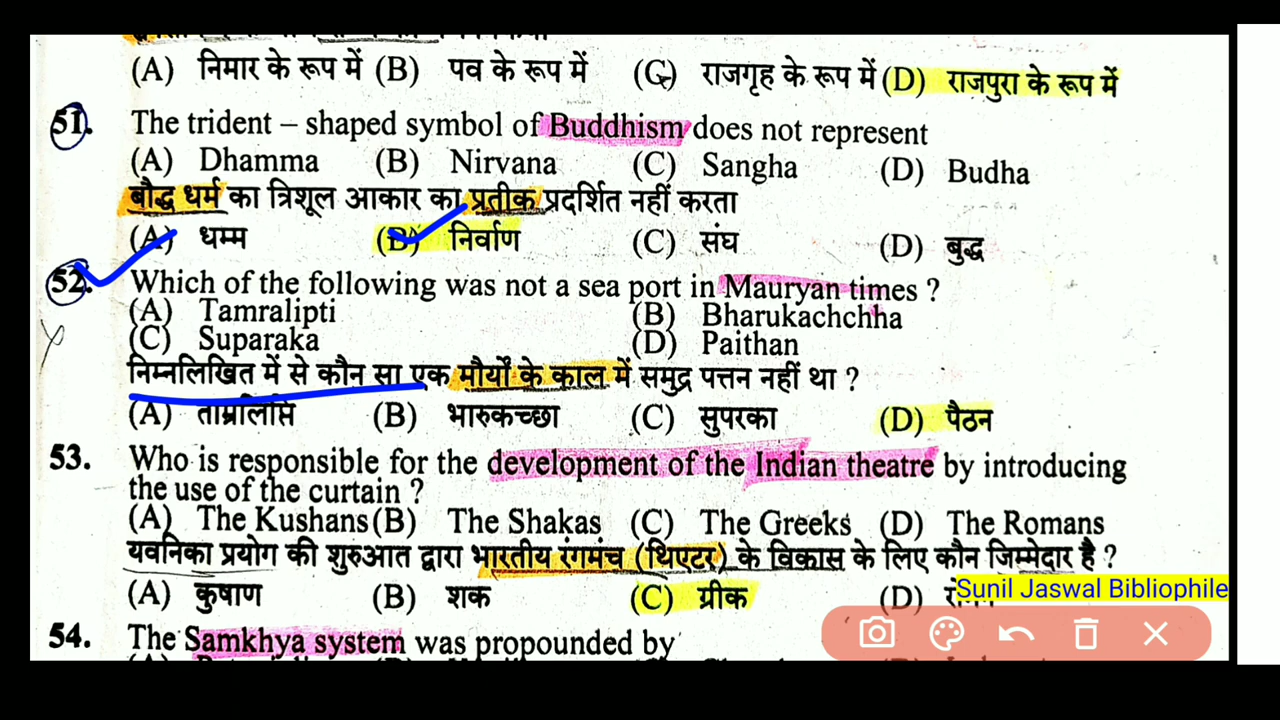 (A) निमार के रूप में (B) पव के रूप में (C) राजगृह के रूप में (D) राजपुरा के रूप में
51. The trident – shaped symbol of Buddhism does not represent
(A) Dhamma (B) Nirvana (C) Sangha (D) Budha
बौद्ध धर्म का त्रिशूल आकार का प्रतीक प्रदर्शित नहीं करता
(A) धम्म (B) निर्वाण (C) संघ (D) बुद्ध
52. Which of the following was not a sea port in Mauryan times ?
(A) Tamralipti (B) Bharukachchha
(C) Suparaka (D) Paithan
निम्नलिखित में से कौन सा एक मौर्यों के काल में समुद्र पत्तन नहीं था ?
(A) ताम्रलिप्ति (B) भारुकच्छा (C) सुपरका (D) पैठन
53. Who is responsible for the development of the Indian theatre by introducing
the use of the curtain ?
(A) The Kushans (B) The Shakas (C) The Greeks (D) The Romans
यवनिका प्रयोग की शुरुआत द्वारा भारतीय रंगमंच (थिएटर) के विकास के लिए कौन जिम्मेदार है ?
(A) कुषाण (B) शक (C) ग्रीक (D)
Sunil Jaswal Bibliophile
54. The Samkhya system was propounded by